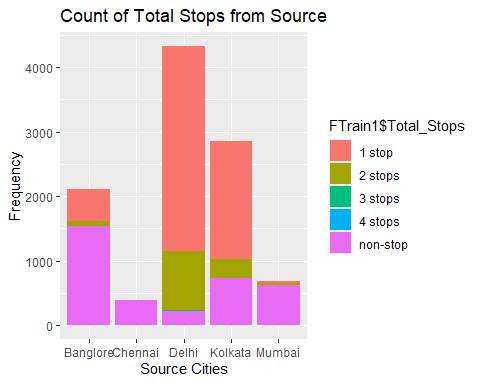 Count of Total Stops from Source
Frequency
4000
3000
2000
1000
0
Banglore Chennai Delhi Kolkata Mumbai
Source Cities
FTrain1$Total_Stops
1 stop
2 stops
3 stops
4 stops
non-stop